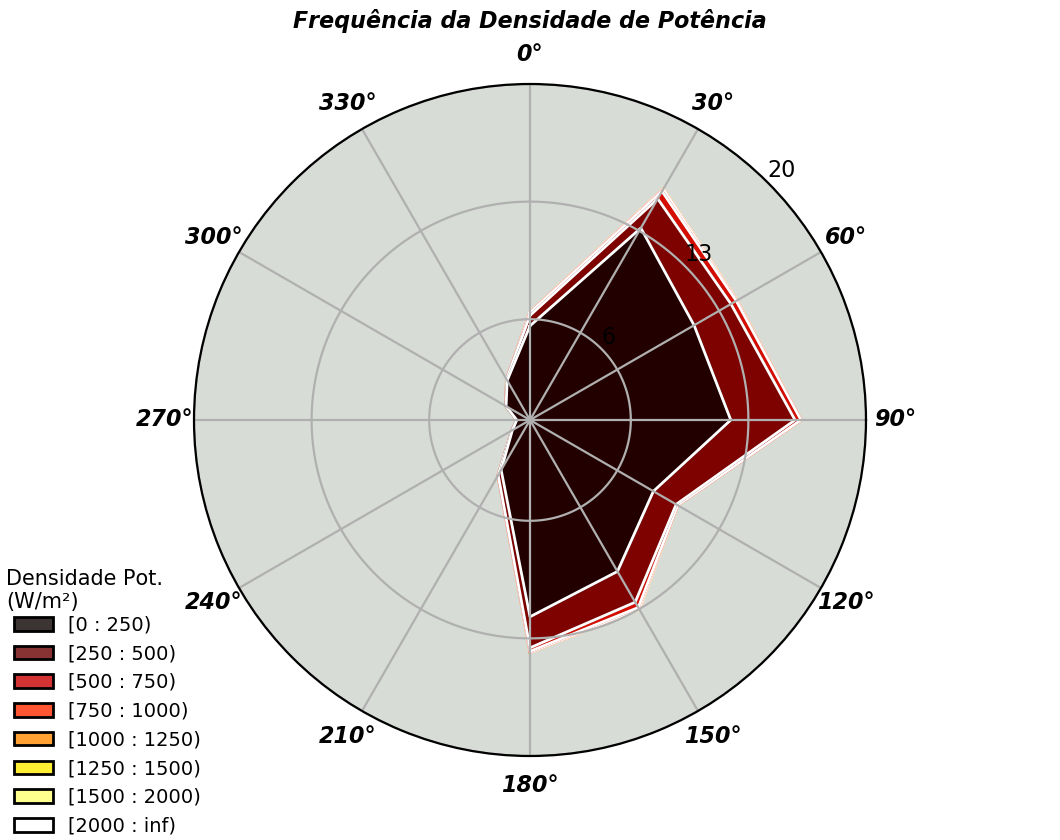 Frequência da Densidade de Potência
0°
330°
30°
20
300°
60°
13
6
270°
90°
240°
120°
210°
150°
180°
Densidade Pot.
(W/m²)
[0 : 250)
[250 : 500)
[500 : 750)
[750 : 1000)
[1000 : 1250)
[1250 : 1500)
[1500 : 2000)
[2000 : inf)